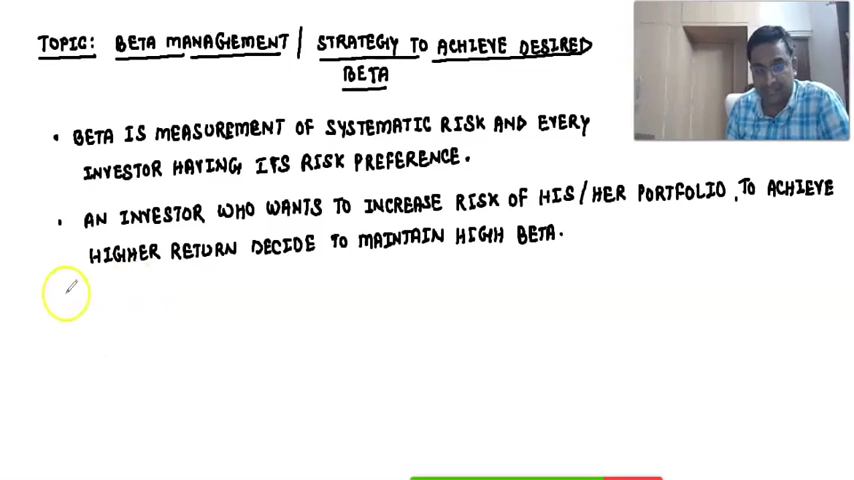 TOPIC: BETA MANAGEMENT / STRATEGY TO ACHIEVE DESIRED
BETA
• BETA IS MEASUREMENT OF SYSTEMATIC RISK AND EVERY
INVESTOR HAVING ITS RISK PREFERENCE.
• AN INVESTOR WHO WANTS TO INCREASE RISK OF HIS/HER PORTFOLIO, TO ACHIEVE
HIGHER RETURN DECIDE TO MAINTAIN HIGH BETA.